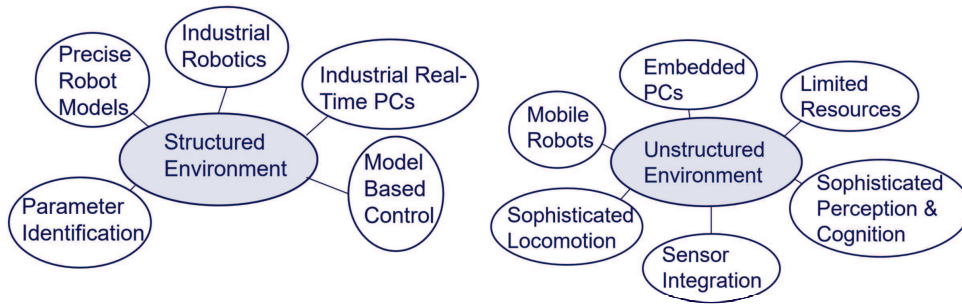 Precise
Robot
Models
Industrial
Robotics
Industrial Real-
Time PCs
Structured
Environment
Model
Based
Control
Parameter
Identification
Embedded
PCs
Limited
Resources
Mobile
Robots
Unstructured
Environment
Sophisticated
Locomotion
Sensor
Integration
Sophisticated
Perception &
Cognition